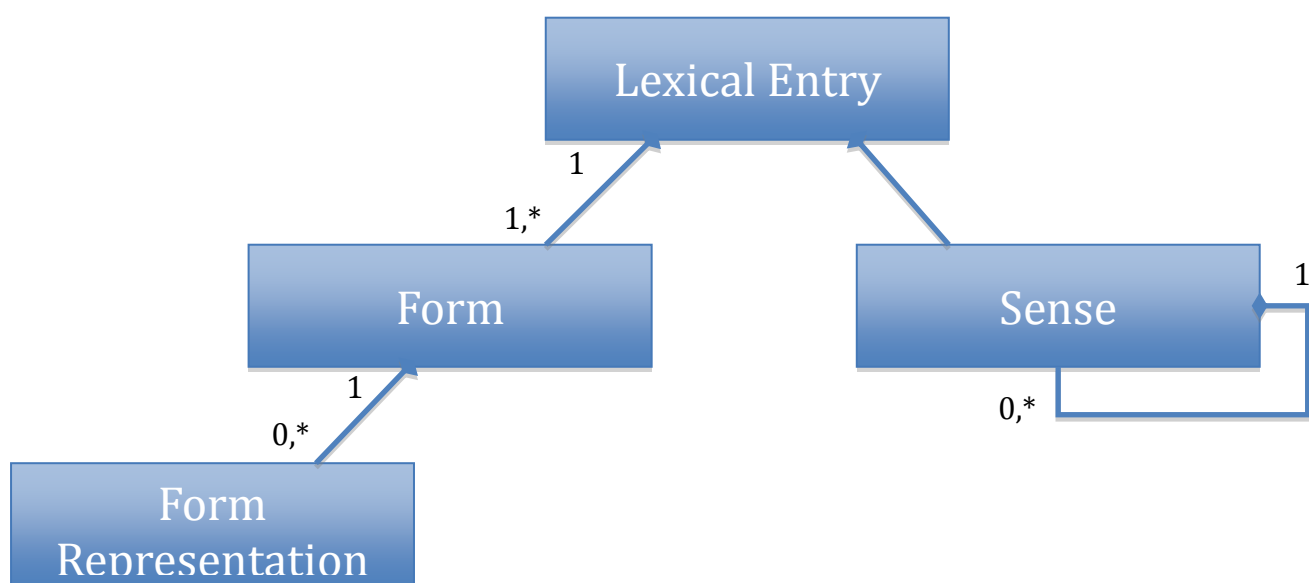 Lexical Entry
1
1,*
Form
Sense
1
1
0,*
0,*
Form
Representation